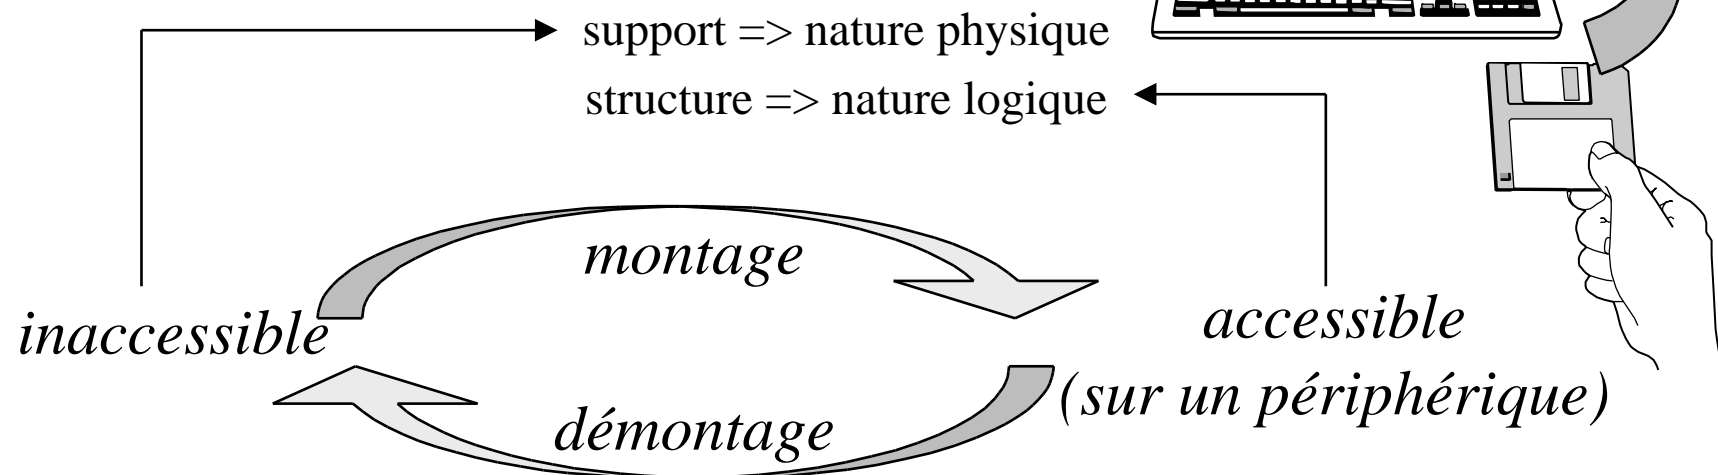 support => nature physique
structure => nature logique
montage
inaccessible
accessible
(sur un périphérique)
démontage